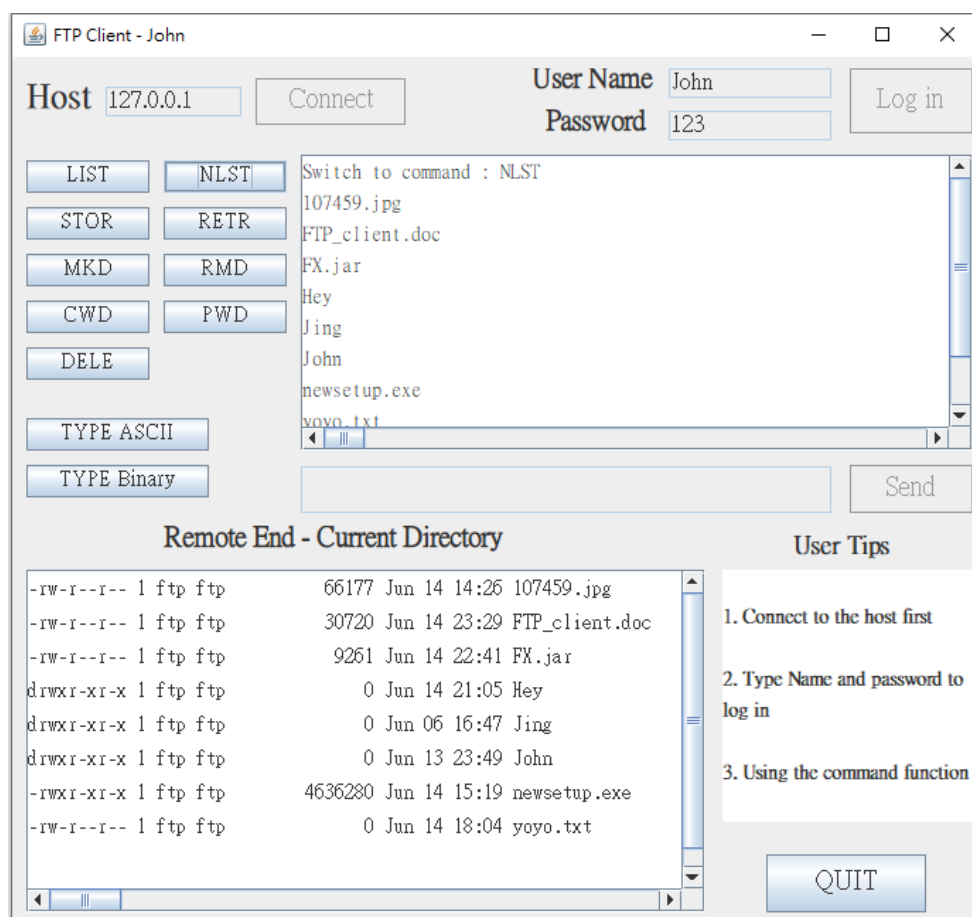 FTP Client - John
Host 127.0.0.1 Connect
User Name John
Password 123
Log in
LIST NLST
STOR RETR
MKD RMD
CWD PWD
DELE
TYPE ASCII
TYPE Binary
Switch to command : NLST
107459.jpg
FTP_client.doc
FX.jar
Hey
Jing
John
newsetup.exe
yoyo.txt
Send
Remote End - Current Directory
-rw-r--r-- 1 ftp ftp 66177 Jun 14 14:26 107459.jpg
-rw-r--r-- 1 ftp ftp 30720 Jun 14 23:29 FTP_client.doc
-rw-r--r-- 1 ftp ftp 9261 Jun 14 22:41 FX.jar
drwxr-xr-x 1 ftp ftp 0 Jun 14 21:05 Hey
drwxr-xr-x 1 ftp ftp 0 Jun 06 16:47 Jing
drwxr-xr-x 1 ftp ftp 0 Jun 13 23:49 John
-rwxr-xr-x 1 ftp ftp 4636280 Jun 14 15:19 newsetup.exe
-rw-r--r-- 1 ftp ftp 0 Jun 14 18:04 yoyo.txt
User Tips
1. Connect to the host first
2. Type Name and password to
log in
3. Using the command function
QUIT